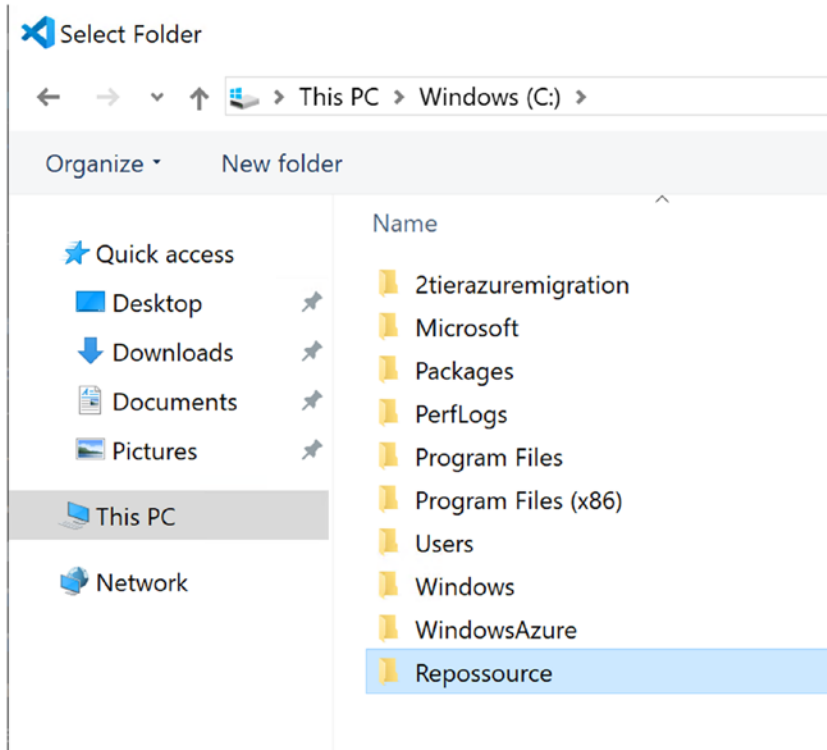 Select Folder
This PC > Windows (C:) >
Organize New folder
Name
Quick access
Desktop
Downloads
Documents
Pictures
This PC
Network
2tierazuremigration
Microsoft
Packages
PerfLogs
Program Files
Program Files (x86)
Users
Windows
WindowsAzure
Repossource